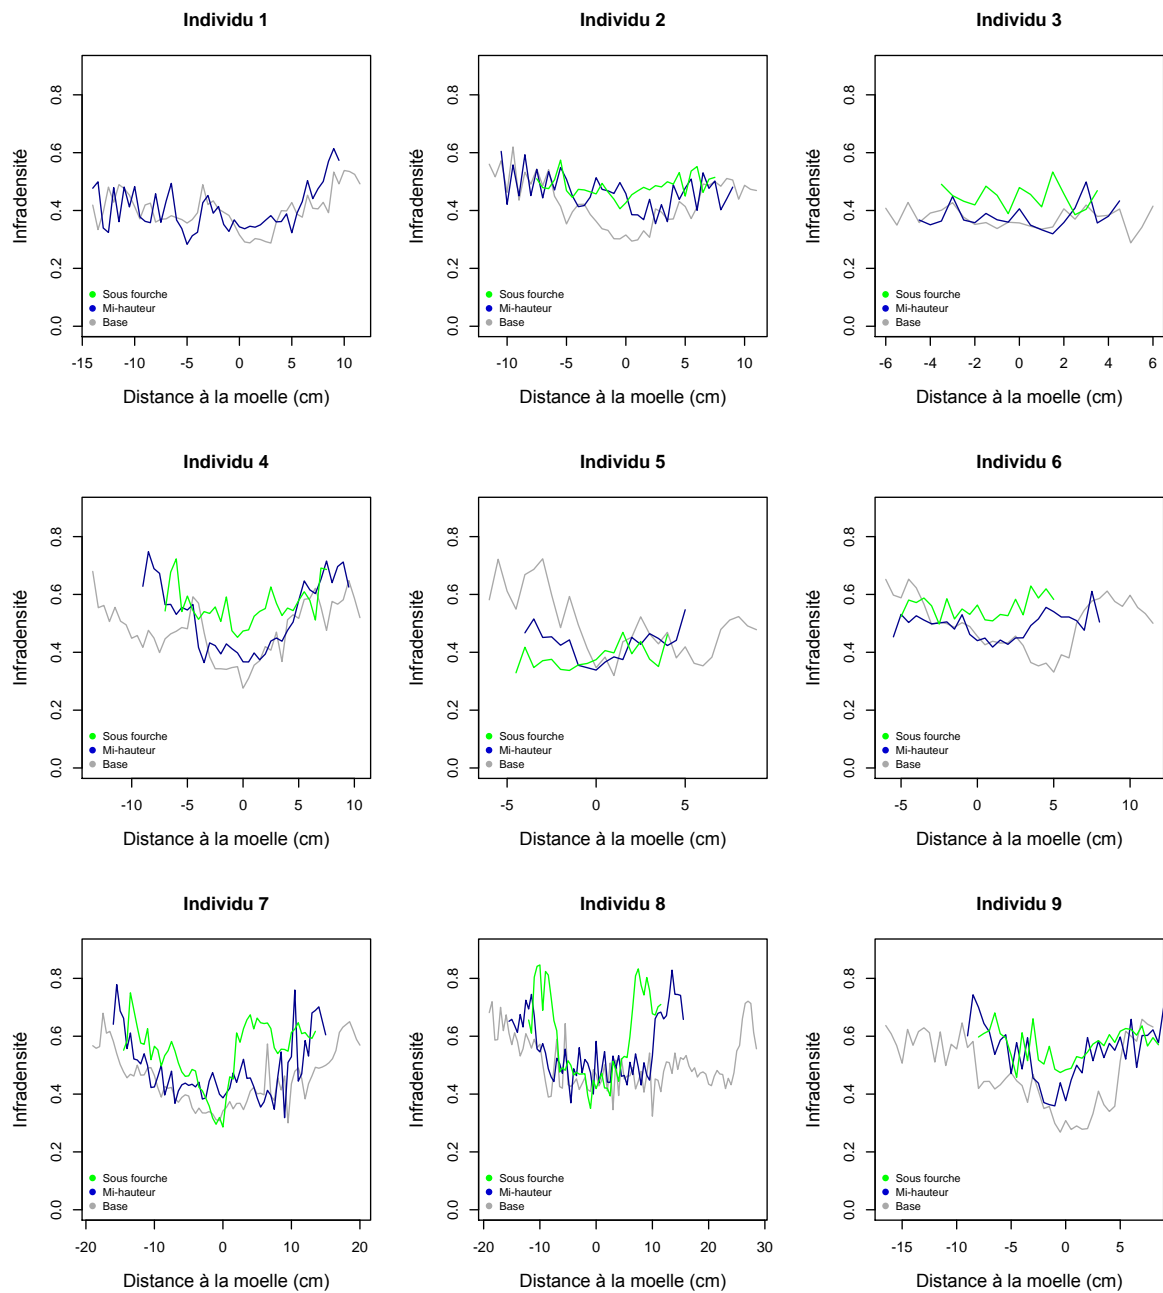 Individu 1
Individu 2
Individu 3
Infradensité
0.0 0.2 0.4 0.6 0.8
Sous fourche
Mi-hauteur
Base
-15 -10 -5 0 5 10
Distance à la moelle (cm)
Infradensité
0.0 0.2 0.4 0.6 0.8
Sous fourche
Mi-hauteur
Base
-10 -5 0 5 10
Distance à la moelle (cm)
Infradensité
0.0 0.2 0.4 0.6 0.8
Sous fourche
Mi-hauteur
Base
-6 -4 -2 0 2 4 6
Distance à la moelle (cm)
Individu 4
Individu 5
Individu 6
Infradensité
0.0 0.2 0.4 0.6 0.8
Sous fourche
Mi-hauteur
Base
-10 -5 0 5 10
Distance à la moelle (cm)
Infradensité
0.0 0.2 0.4 0.6 0.8
Sous fourche
Mi-hauteur
Base
-5 0 5
Distance à la moelle (cm)
Infradensité
0.0 0.2 0.4 0.6 0.8
Sous fourche
Mi-hauteur
Base
-5 0 5 10
Distance à la moelle (cm)
Individu 7
Individu 8
Individu 9
Infradensité
0.0 0.2 0.4 0.6 0.8
Sous fourche
Mi-hauteur
Base
-20 -10 0 10 20
Distance à la moelle (cm)
Infradensité
0.0 0.2 0.4 0.6 0.8
Sous fourche
Mi-hauteur
Base
-20 -10 0 10 20 30
Distance à la moelle (cm)
Infradensité
0.0 0.2 0.4 0.6 0.8
Sous fourche
Mi-hauteur
Base
-15 -10 -5 0 5
Distance à la moelle (cm)